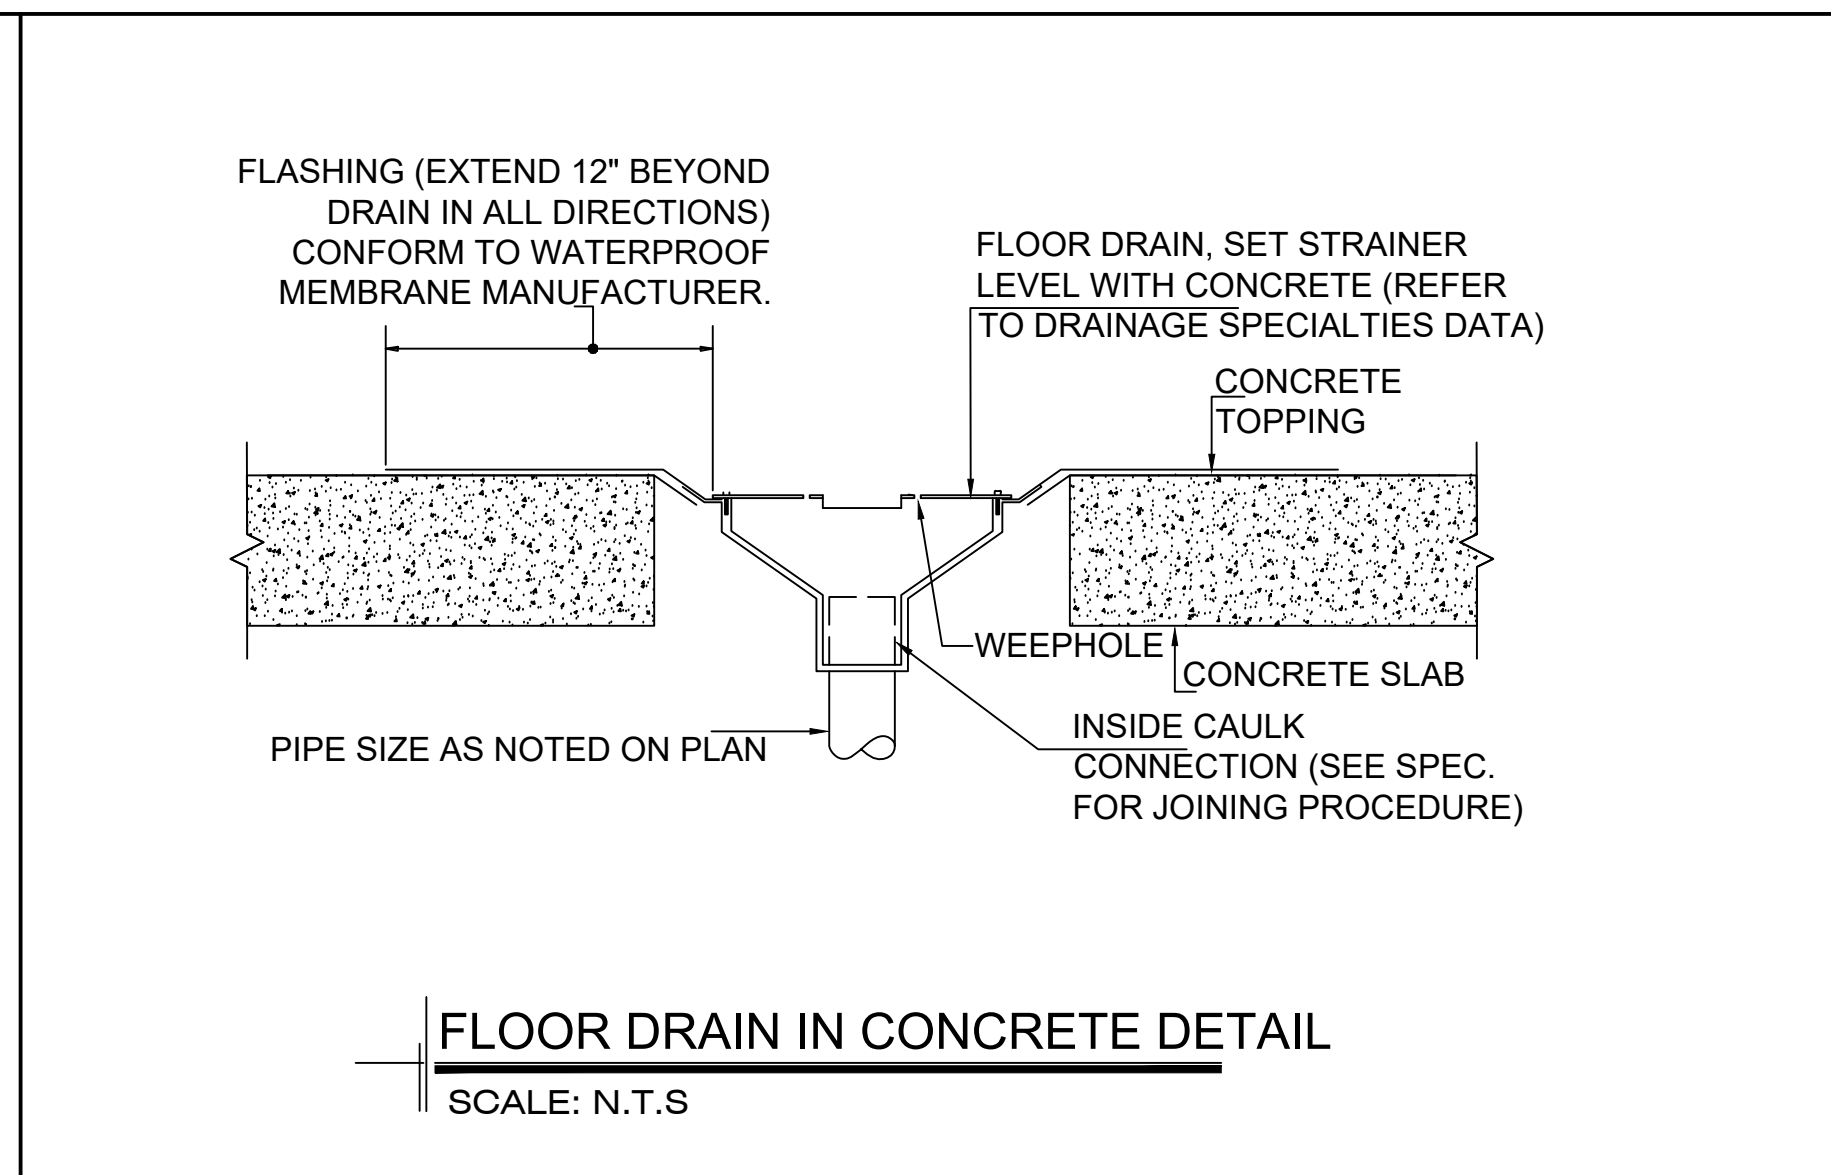 FLASHING (EXTEND 12" BEYOND
DRAIN IN ALL DIRECTIONS)
CONFORM TO WATERPROOF
MEMBRANE MANUFACTURER.
FLOOR DRAIN, SET STRAINER
LEVEL WITH CONCRETE (REFER
TO DRAINAGE SPECIALTIES DATA)
CONCRETE
TOPPING
WEEPHOLE
CONCRETE SLAB
PIPE SIZE AS NOTED ON PLAN
INSIDE CAULK
CONNECTION (SEE SPEC.
FOR JOINING PROCEDURE)
FLOOR DRAIN IN CONCRETE DETAIL
SCALE: N.T.S